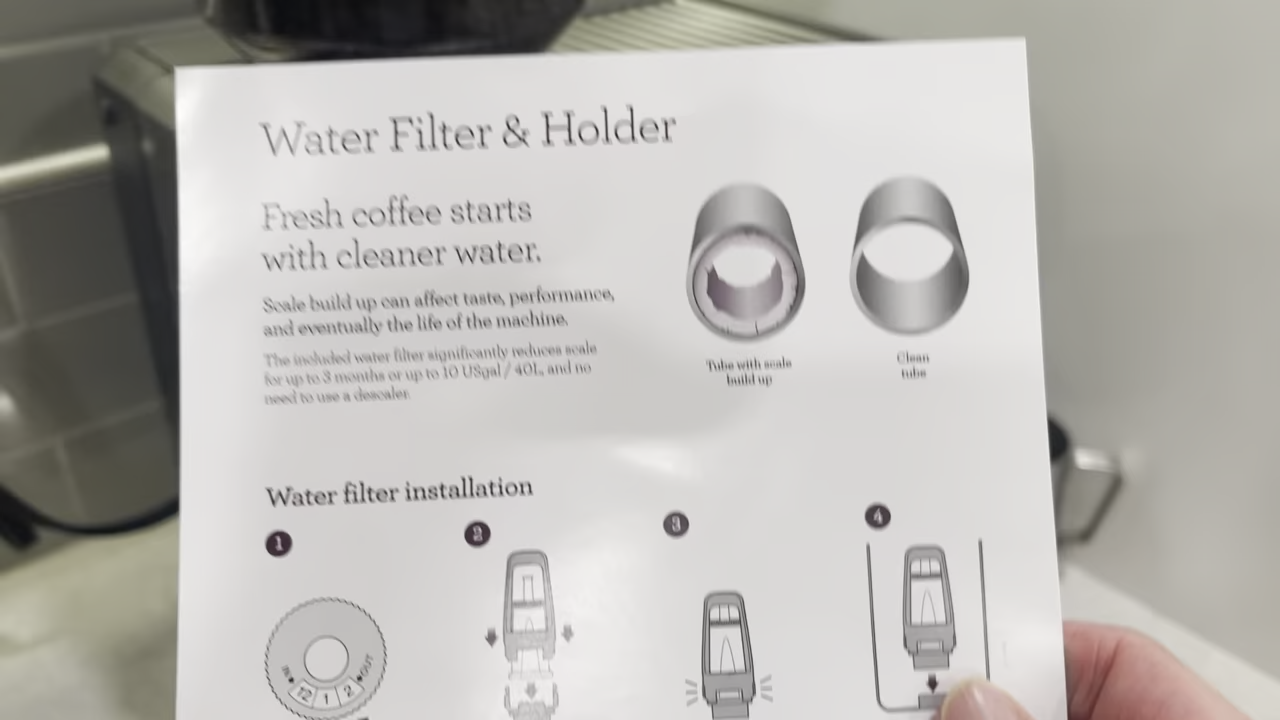 Water Filter & Holder
Fresh coffee starts
with cleaner water.
Scale build up can affect taste, performance,
and eventually the life of the machine.
The included water filter significantly reduces scale
for up to 3 months or up to 10 USgal / 40L, and no
need to use a descaler.
Tube with scale
build up
Clean
tube
Water filter installation
1
2
3
4
IN
12 1 2
OUT